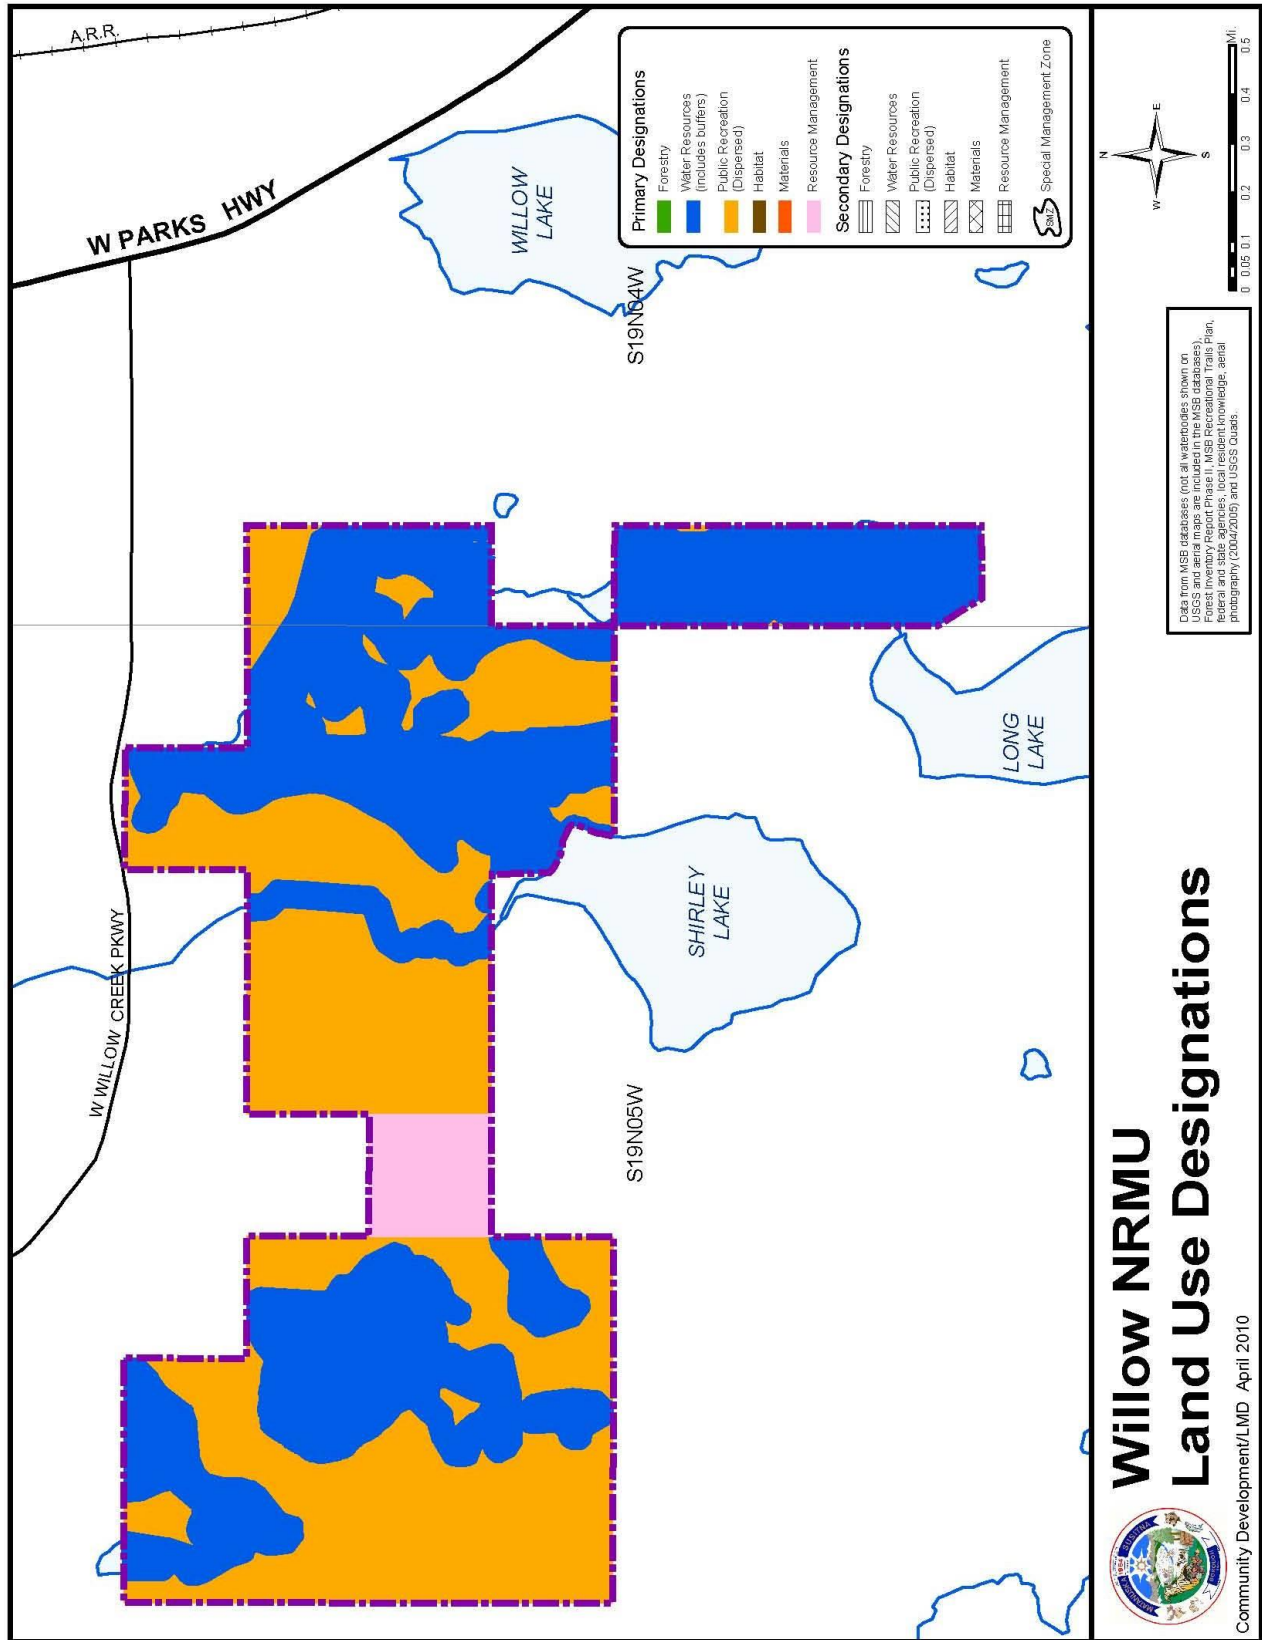 A.R.R.
W PARKS HWY
W WILLOW CREEK PKWY
WILLOW
LAKE
S19N04W
SHIRLEY
LAKE
LONG
LAKE
S19N05W
Primary Designations
Forestry
Water Resources
(includes buffers)
Public Recreation
(Dispersed)
Habitat
Materials
Resource Management
Secondary Designations
Forestry
Water Resources
Public Recreation
(Dispersed)
Habitat
Materials
Resource Management
SMZ Special Management Zone
Willow NRMU
Land Use Designations
Community Development/LMD April 2010
Data from MSB databases (not all waterbodies shown on
USGS and aerial maps are included in the MSB databases),
Forest Inventory Report Phase II, MSB Recreational Trails Plan,
federal and state agencies, local resident knowledge, aerial
photography (2004/2005) and USGS Quads.
N
W E
S
Mi.
0 0.05 0.1 0.2 0.3 0.4 0.5
MATANUSKA SUSITNA